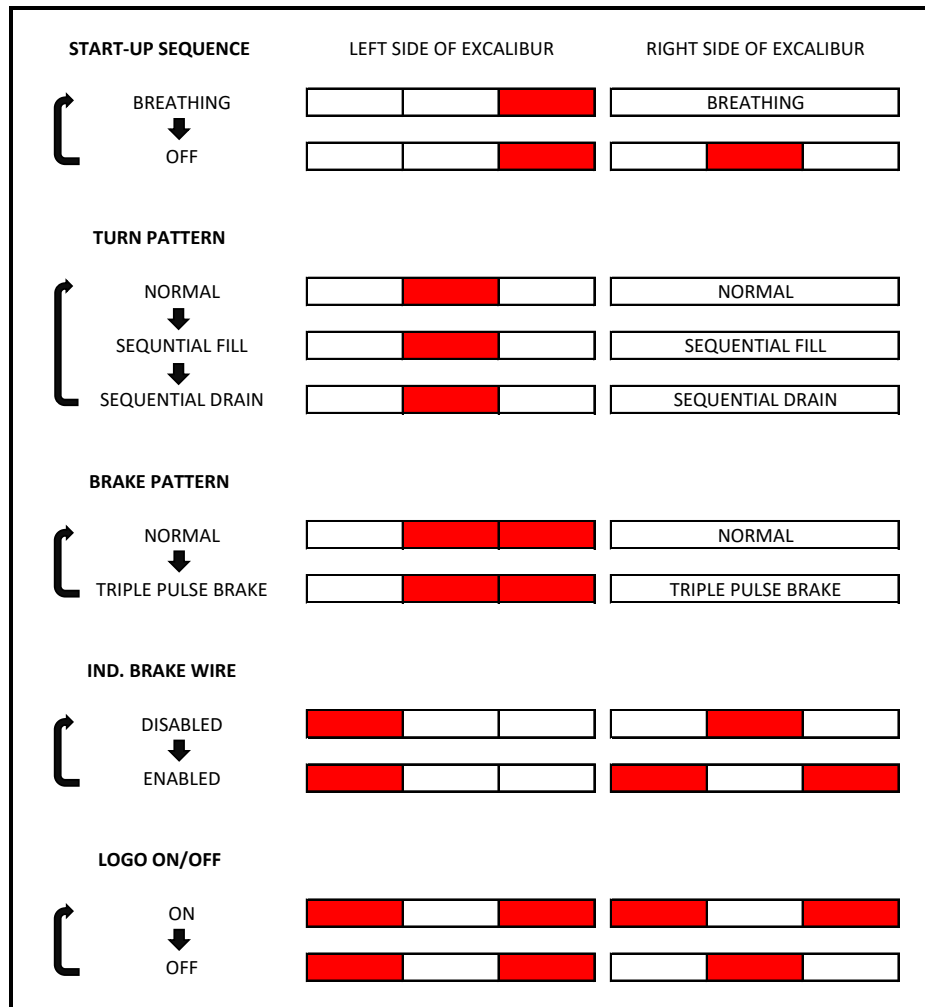 START-UP SEQUENCE LEFT SIDE OF EXCALIBUR RIGHT SIDE OF EXCALIBUR
BREATHING BREATHING
OFF
TURN PATTERN
NORMAL NORMAL
SEQUNTIAL FILL SEQUENTIAL FILL
SEQUENTIAL DRAIN SEQUENTIAL DRAIN
BRAKE PATTERN
NORMAL NORMAL
TRIPLE PULSE BRAKE TRIPLE PULSE BRAKE
IND. BRAKE WIRE
DISABLED
ENABLED
LOGO ON/OFF
ON
OFF